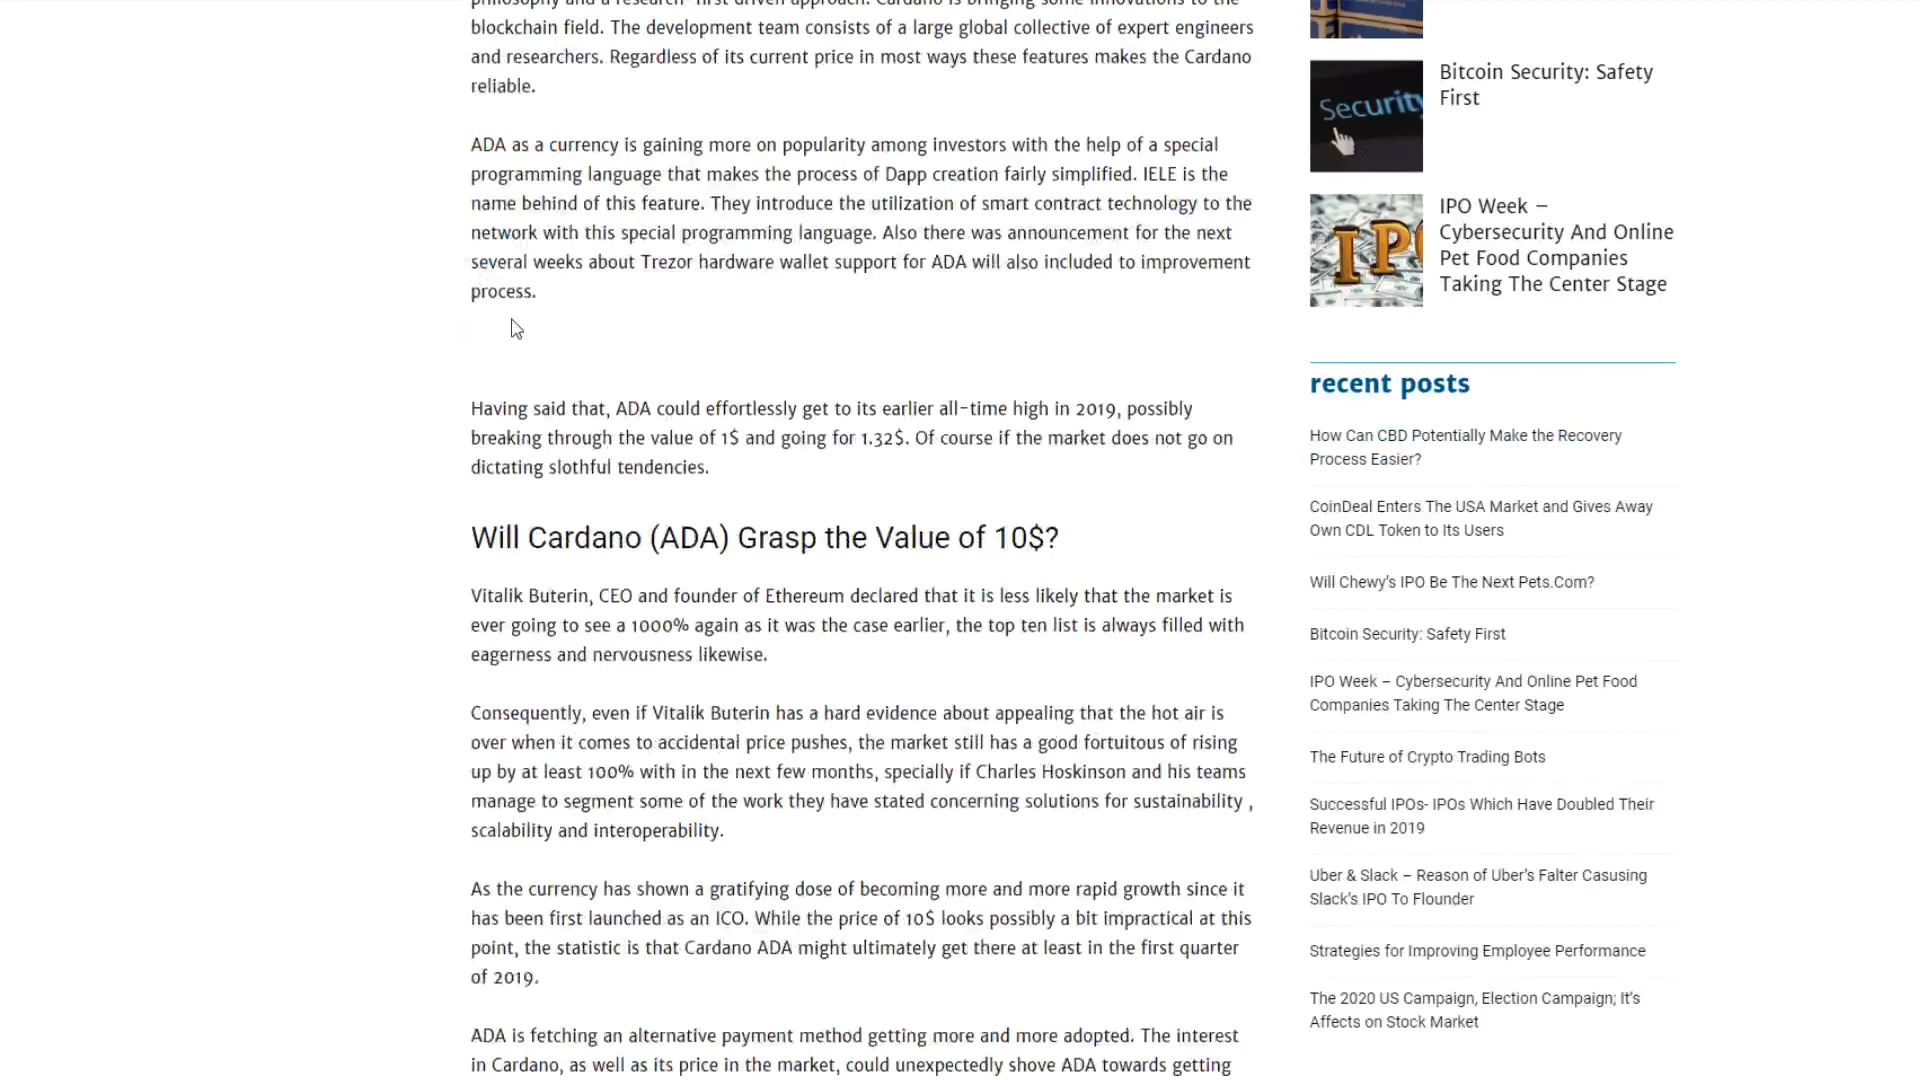 philosophy and a research-first driven approach. Cardano is bringing some innovations to the
blockchain field. The development team consists of a large global collective of expert engineers
and researchers. Regardless of its current price in most ways these features makes the Cardano
reliable.
ADA as a currency is gaining more on popularity among investors with the help of a special
programming language that makes the process of Dapp creation fairly simplified. IELE is the
name behind of this feature. They introduce the utilization of smart contract technology to the
network with this special programming language. Also there was announcement for the next
several weeks about Trezor hardware wallet support for ADA will also included to improvement
process.
Having said that, ADA could effortlessly get to its earlier all-time high in 2019, possibly
breaking through the value of 1$ and going for 1.32$. Of course if the market does not go on
dictating slothful tendencies.
Will Cardano (ADA) Grasp the Value of 10$?
Vitalik Buterin, CEO and founder of Ethereum declared that it is less likely that the market is
ever going to see a 1000% again as it was the case earlier, the top ten list is always filled with
eagerness and nervousness likewise.
Consequently, even if Vitalik Buterin has a hard evidence about appealing that the hot air is
over when it comes to accidental price pushes, the market still has a good fortuitous of rising
up by at least 100% with in the next few months, specially if Charles Hoskinson and his teams
manage to segment some of the work they have stated concerning solutions for sustainability ,
scalability and interoperability.
As the currency has shown a gratifying dose of becoming more and more rapid growth since it
has been first launched as an ICO. While the price of 10$ looks possibly a bit impractical at this
point, the statistic is that Cardano ADA might ultimately get there at least in the first quarter
of 2019.
ADA is fetching an alternative payment method getting more and more adopted. The interest
in Cardano, as well as its price in the market, could unexpectedly shove ADA towards getting
Security
Bitcoin Security: Safety
First
IPO
IPO Week –
Cybersecurity And Online
Pet Food Companies
Taking The Center Stage
recent posts
How Can CBD Potentially Make the Recovery
Process Easier?
CoinDeal Enters The USA Market and Gives Away
Own CDL Token to Its Users
Will Chewy's IPO Be The Next Pets.Com?
Bitcoin Security: Safety First
IPO Week – Cybersecurity And Online Pet Food
Companies Taking The Center Stage
The Future of Crypto Trading Bots
Successful IPOs- IPOs Which Have Doubled Their
Revenue in 2019
Uber & Slack – Reason of Uber's Falter Casusing
Slack's IPO To Flounder
Strategies for Improving Employee Performance
The 2020 US Campaign, Election Campaign; It's
Affects on Stock Market